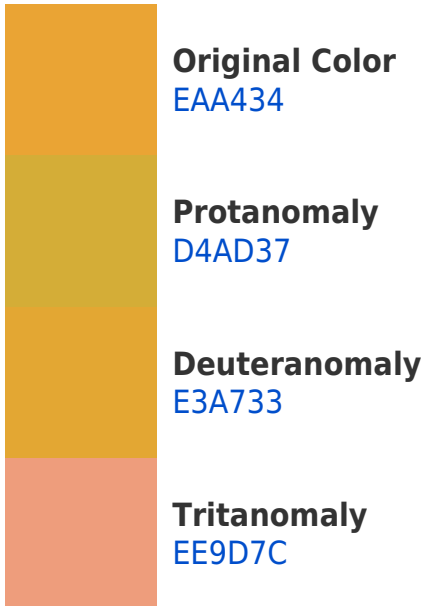 Original Color
EAA434
Protanomaly
D4AD37
Deuteranomaly
E3A733
Tritanomaly
EE9D7C